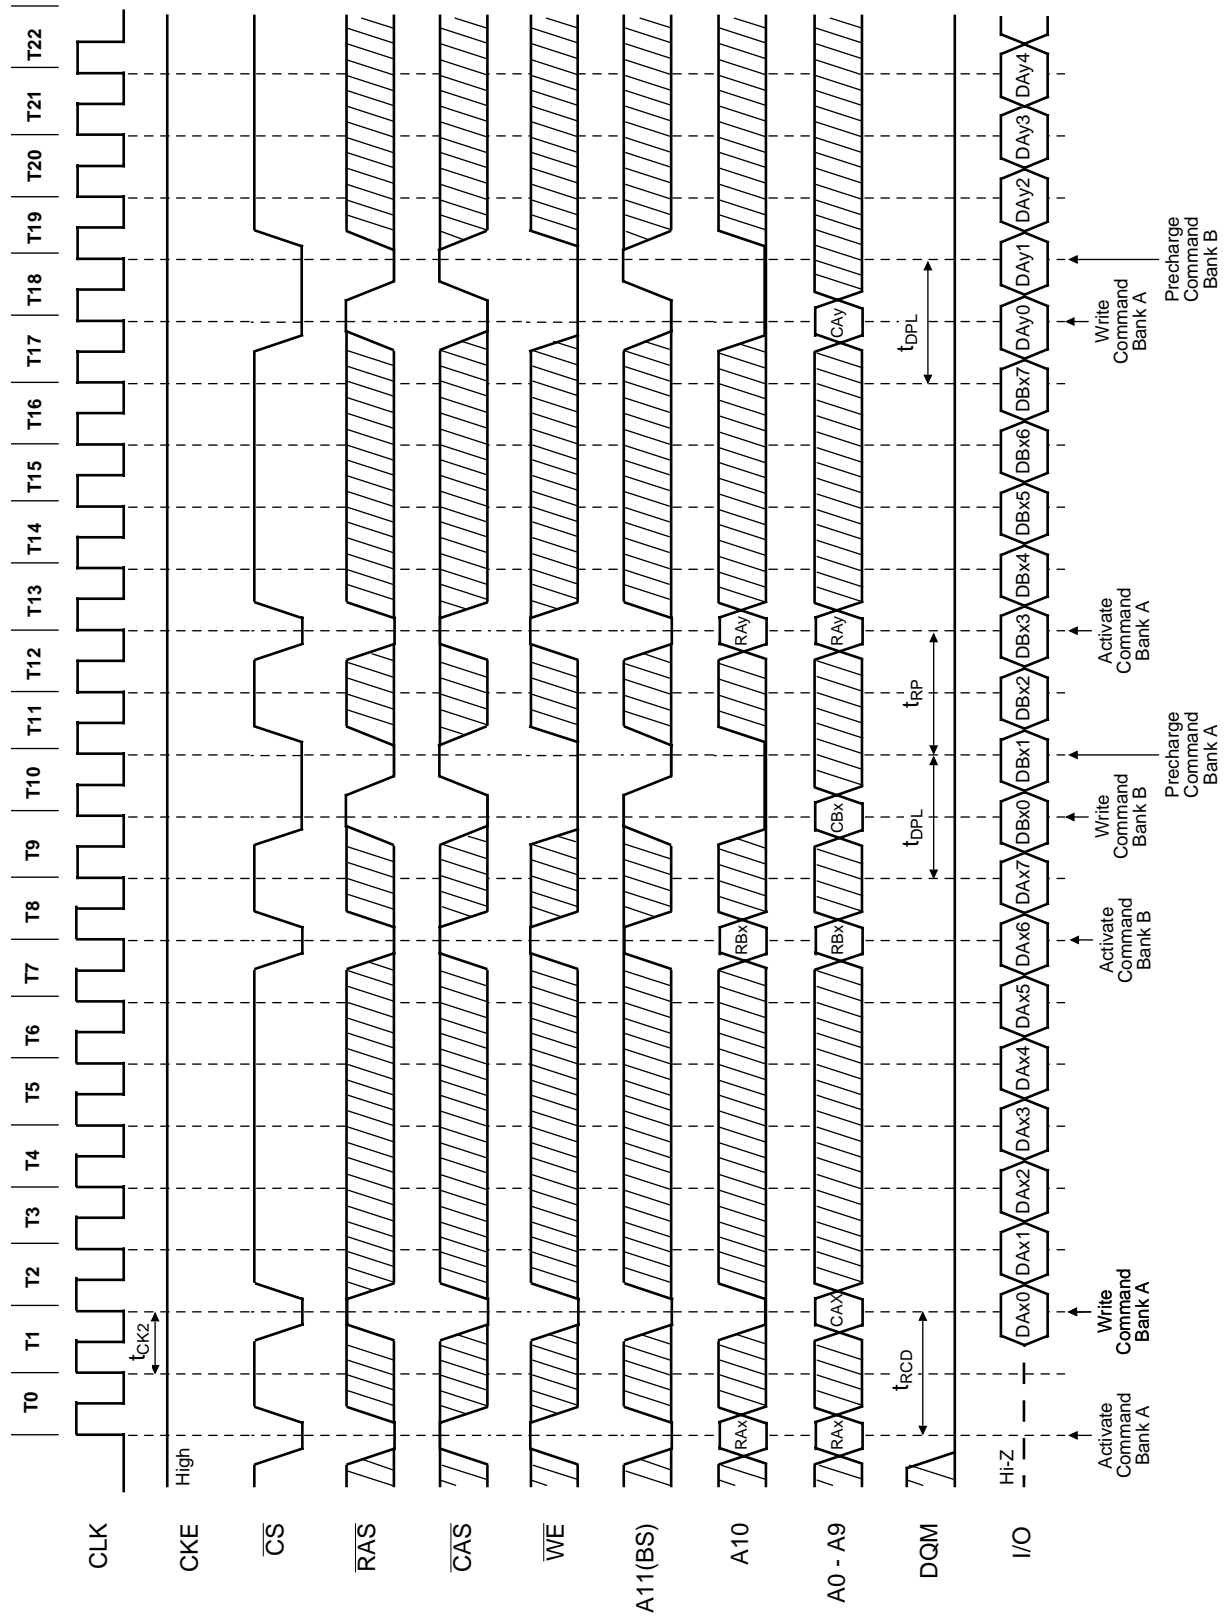 T0 T1 T2 T3 T4 T5 T6 T7 T8 T9 T10 T11 T12 T13 T14 T15 T16 T17 T18 T19 T20 T21 T22
CLK
tCK2
CKE
High
CS
RAS
CAS
WE
A11(BS)
A10
RAx RBx RAy
A0 - A9
RAx CAX RBx CBx RAy CAy
DQM
tRCD tDPL tRP tDPL
I/O
Hi-Z DAx0 DAx1 DAx2 DAx3 DAx4 DAx5 DAx6 DAx7 DBx0 DBx1 DBx2 DBx3 DBx4 DBx5 DBx6 DBx7 DAy0 DAy1 DAy2 DAy3 DAy4
Activate
Command
Bank A
Write
Command
Bank A
Activate
Command
Bank B
Write
Command
Bank B
Precharge
Command
Bank A
Activate
Command
Bank A
Write
Command
Bank A
Precharge
Command
Bank B